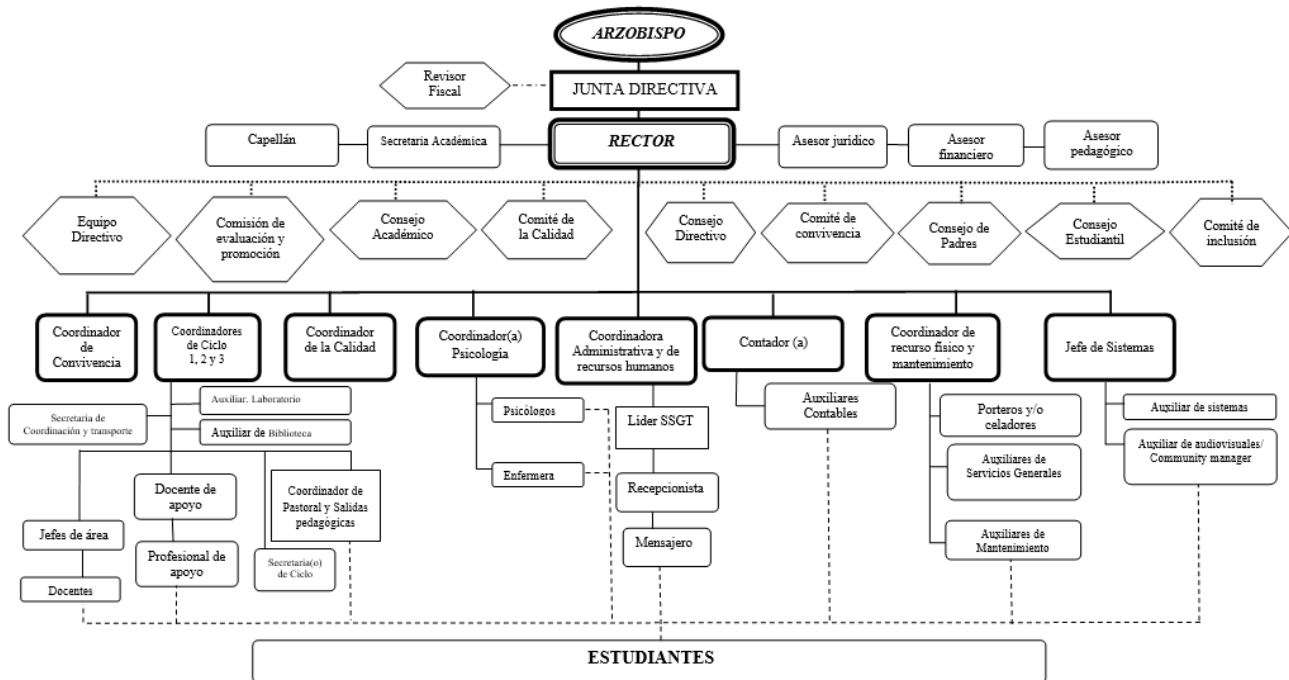 ARZOBISPO
Revisor
Fiscal
JUNTA DIRECTIVA
Capellán
Secretaria Académica
RECTOR
Asesor jurídico
Asesor
financiero
Asesor
pedagógico
Equipo
Directivo
Comisión de
evaluación y
promoción
Consejo
Académico
Comité de
la Calidad
Consejo
Directivo
Comité de
convivencia
Consejo de
Padres
Consejo
Estudiantil
Comité de
inclusión
Coordinador
de
Convivencia
Coordinadores
de Ciclo
1, 2 y 3
Coordinador
de la Calidad
Coordinador(a)
Psicología
Coordinadora
Administrativa y de
recursos humanos
Contador (a)
Coordinador de
recurso físico y
mantenimiento
Jefe de Sistemas
Secretaria de
Coordinación y transporte
Auxiliar. Laboratorio
Auxiliar de Biblioteca
Jefes de área
Docentes
Docente de
apoyo
Profesional de
apoyo
Coordinador de
Pastoral y Salidas
pedagógicas
Secretaria(o)
de Ciclo
Psicólogos
Enfermera
Líder SSGT
Recepcionista
Mensajero
Auxiliares
Contables
Porteros y/o
celadores
Auxiliares de
Servicios Generales
Auxiliares de
Mantenimiento
Auxiliar de sistemas
Auxiliar de audiovisuales/
Community manager
ESTUDIANTES